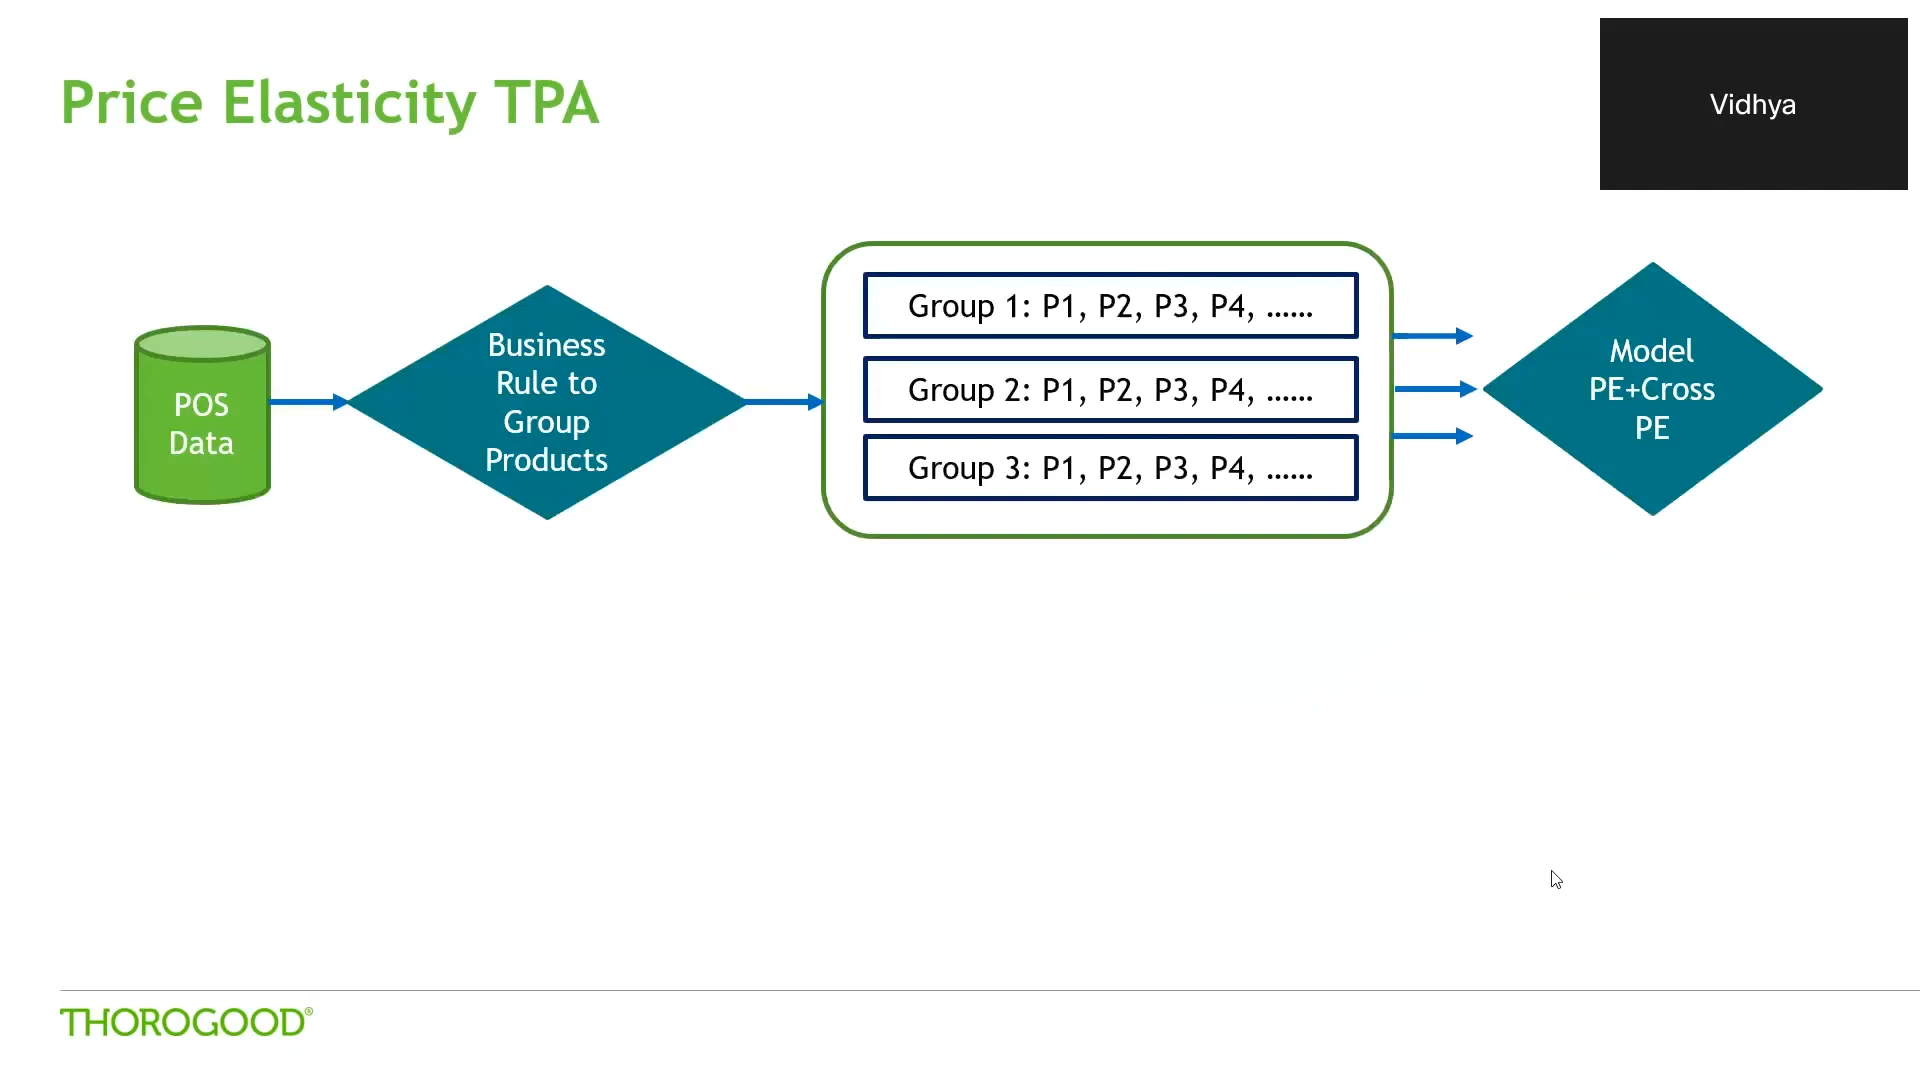 Price Elasticity TPA
Vidhya
POS
Data
Business
Rule to
Group
Products
Group 1: P1, P2, P3, P4, ......
Group 2: P1, P2, P3, P4, ......
Group 3: P1, P2, P3, P4, ......
Model
PE+Cross
PE
THOROGOOD®